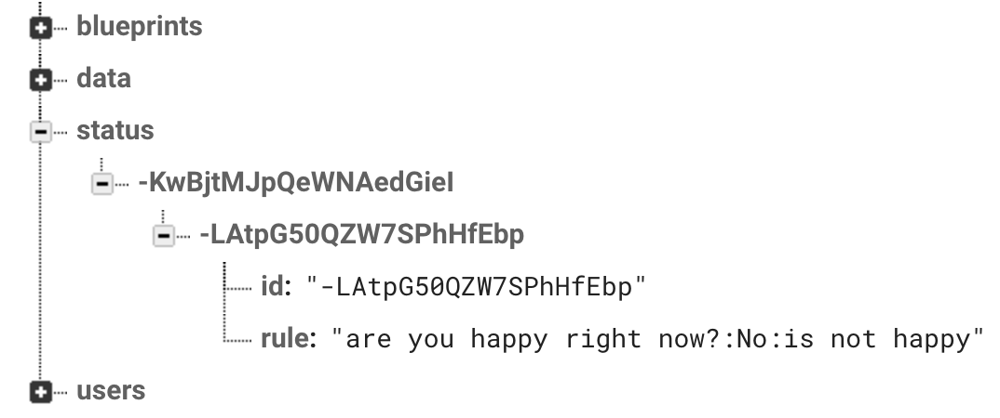 blueprints
data
status
-KwBjtMJpQeWNAedGieI
-LAtpG50QZW7SPhHfEbp
id: "-LAtpG50QZW7SPhHfEbp"
rule: "are you happy right now?:No:is not happy"
users